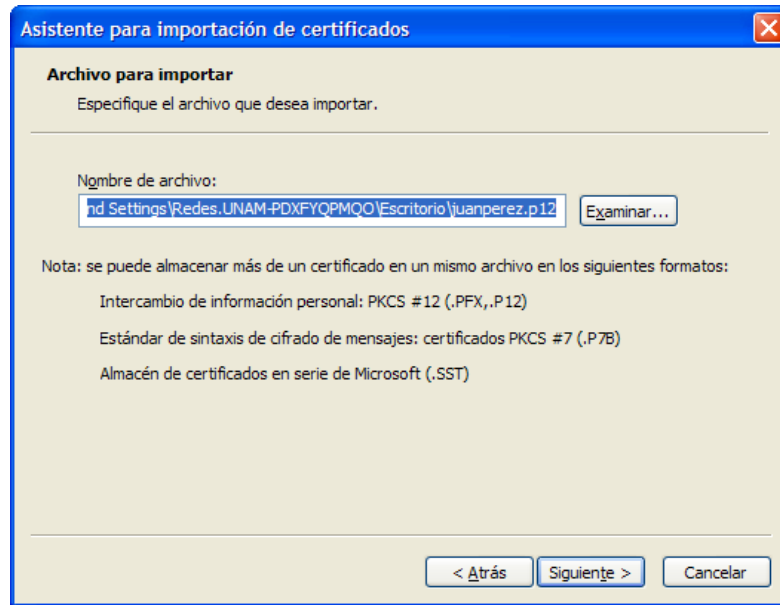 Asistente para importación de certificados
Archivo para importar
Especifique el archivo que desea importar.
Nombre de archivo:
nd Settings\Redes.UNAM-PDXFYQPMQO\Escritorio\juanperez.p12
Examinar...
Nota: se puede almacenar más de un certificado en un mismo archivo en los siguientes formatos:
Intercambio de información personal: PKCS #12 (.PFX,.P12)
Estándar de sintaxis de cifrado de mensajes: certificados PKCS #7 (.P7B)
Almacén de certificados en serie de Microsoft (.SST)
< Atrás
Siguiente >
Cancelar